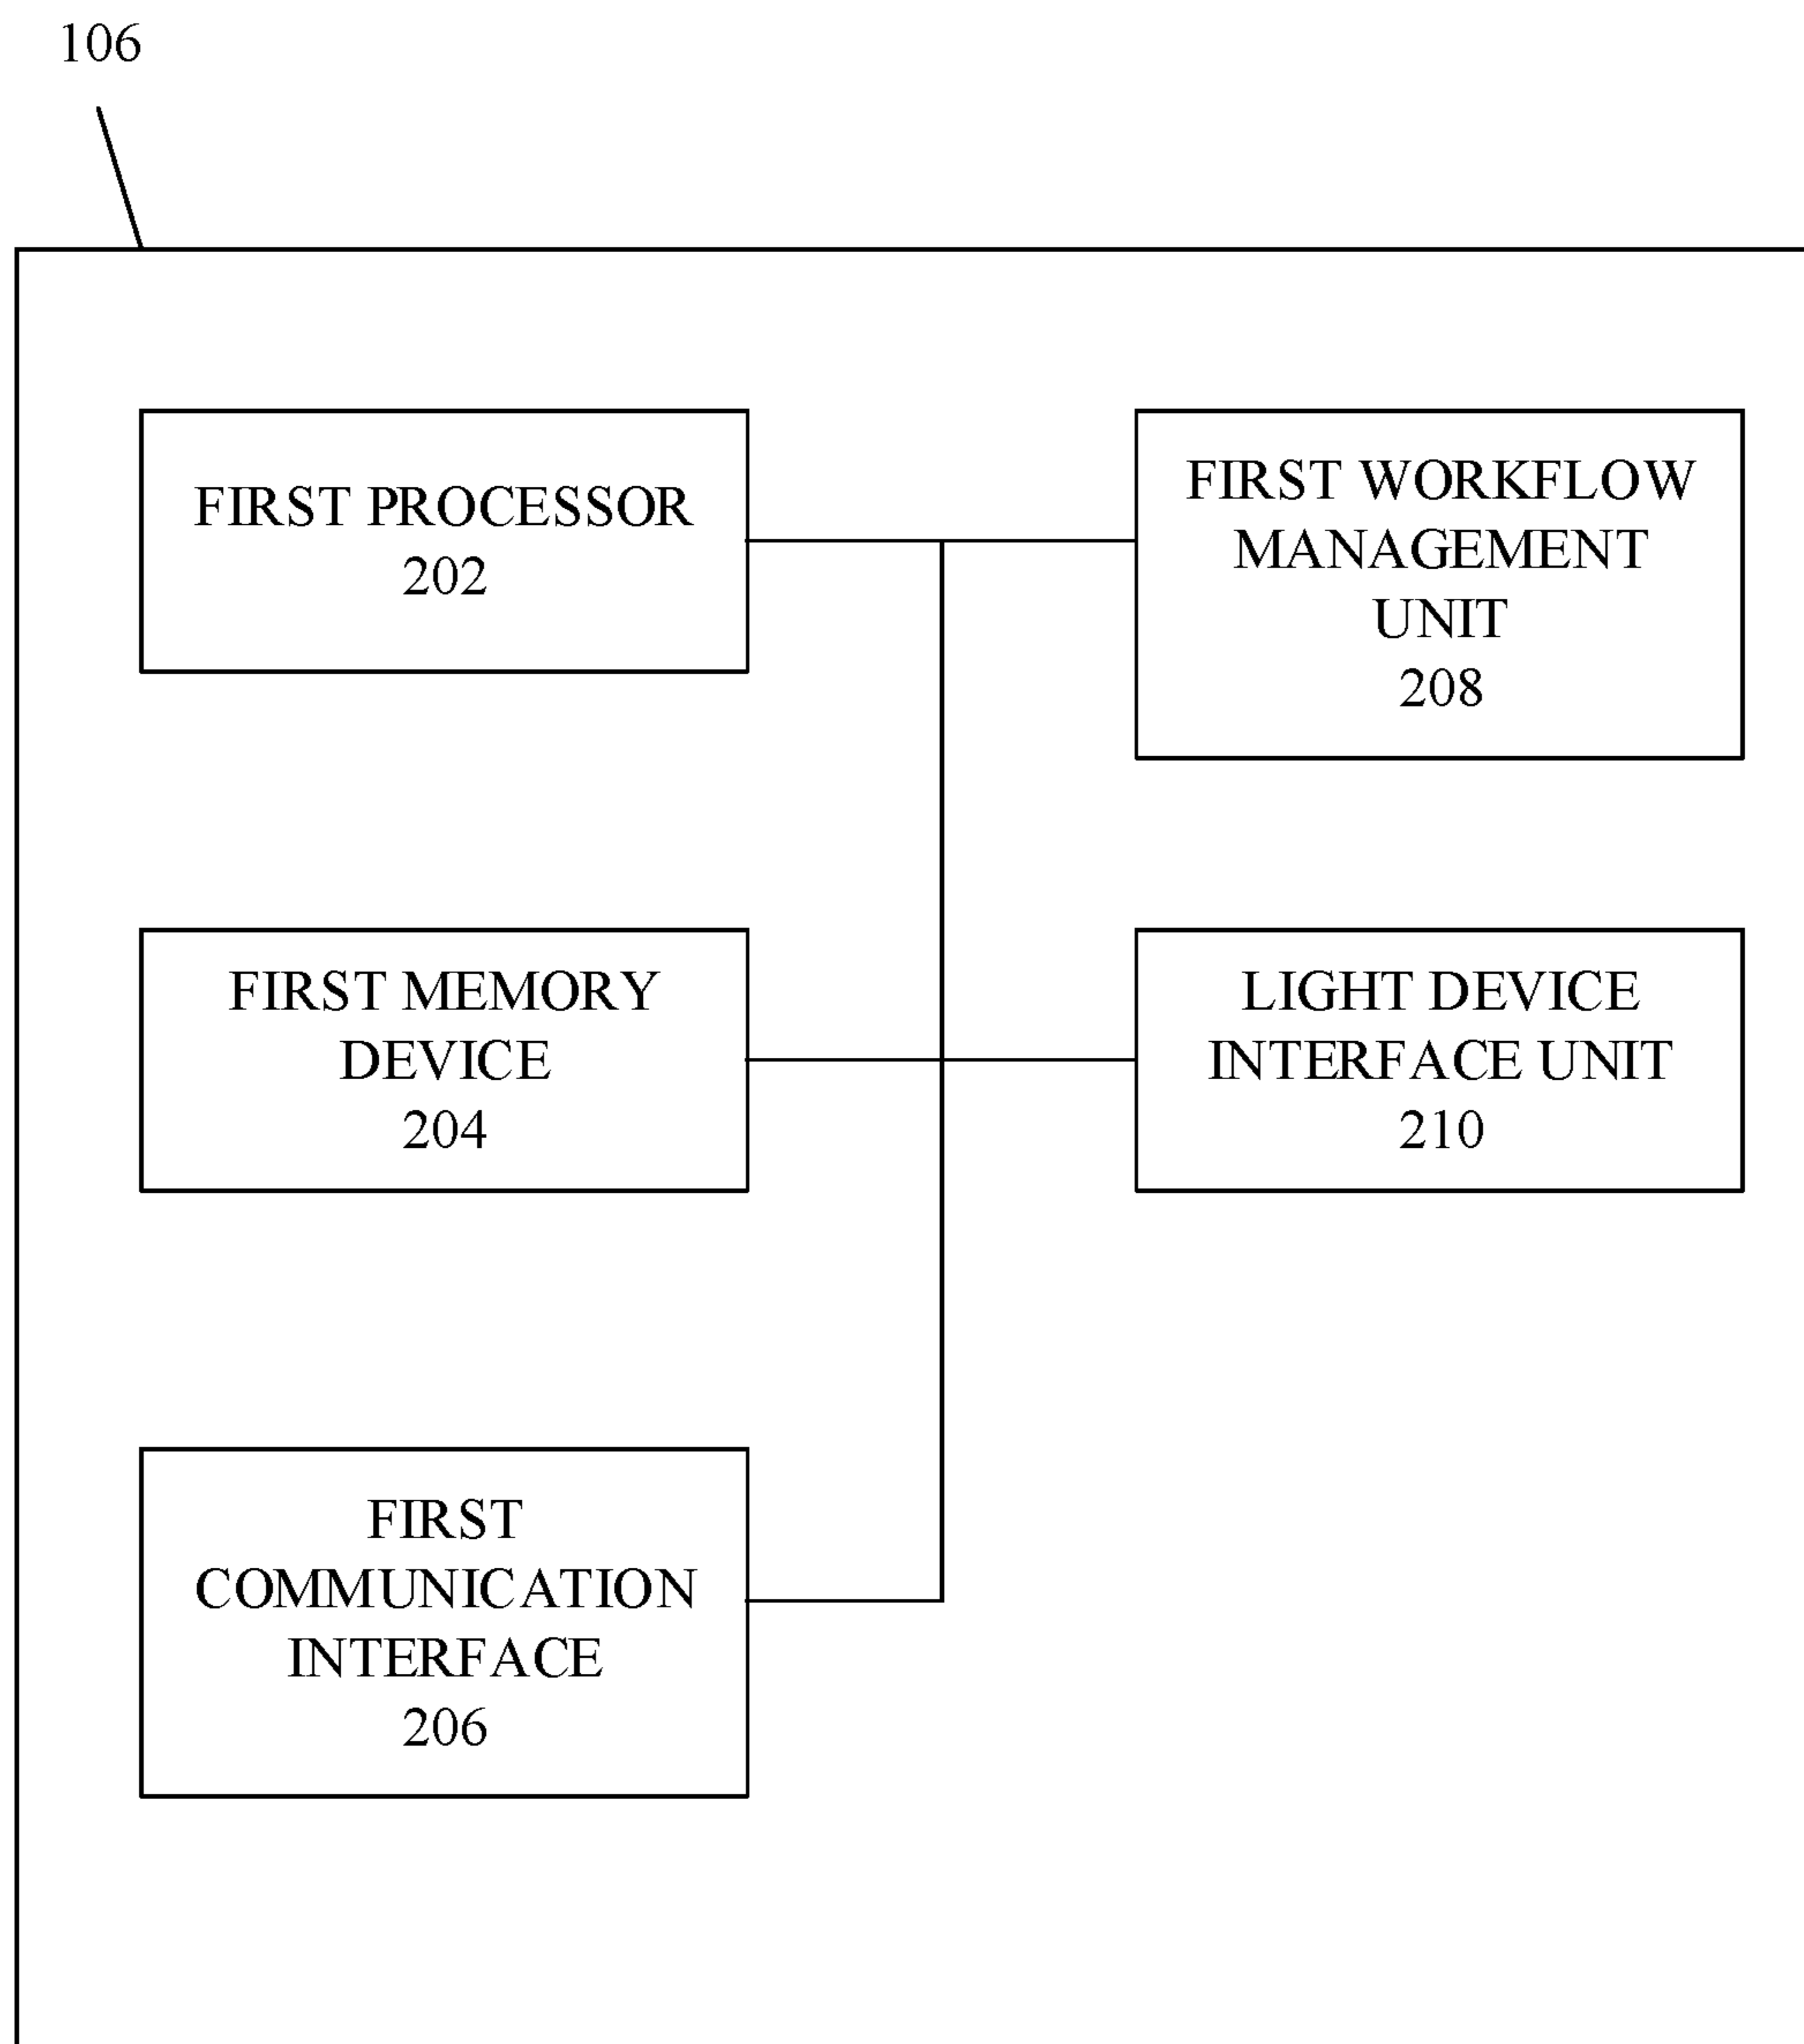 106
FIRST PROCESSOR
202
FIRST WORKFLOW
MANAGEMENT
UNIT
208
FIRST MEMORY
DEVICE
204
LIGHT DEVICE
INTERFACE UNIT
210
FIRST
COMMUNICATION
INTERFACE
206